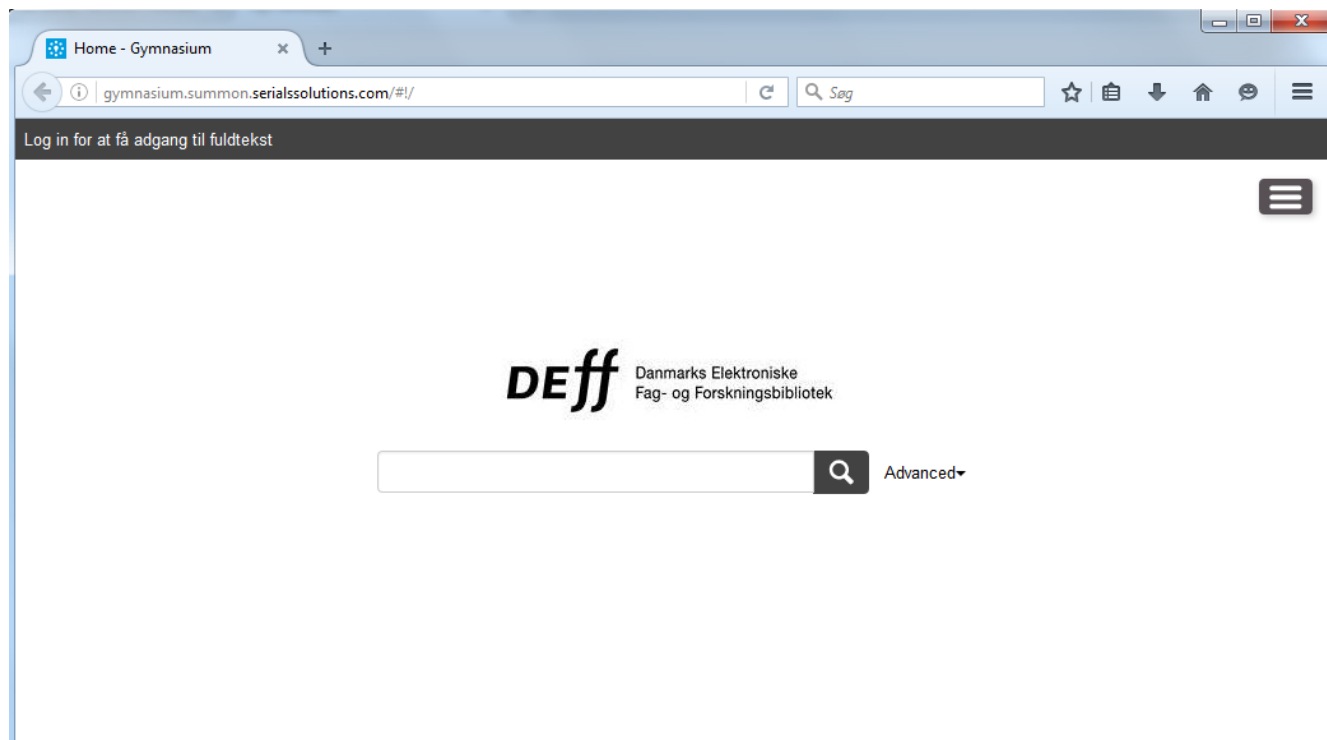 Home - Gymnasium
gymnasium.summon.serialssolutions.com/#!/
Søg
Log in for at få adgang til fuldtekst
DEff
Danmarks Elektroniske
Fag- og Forskningsbibliotek
Advanced